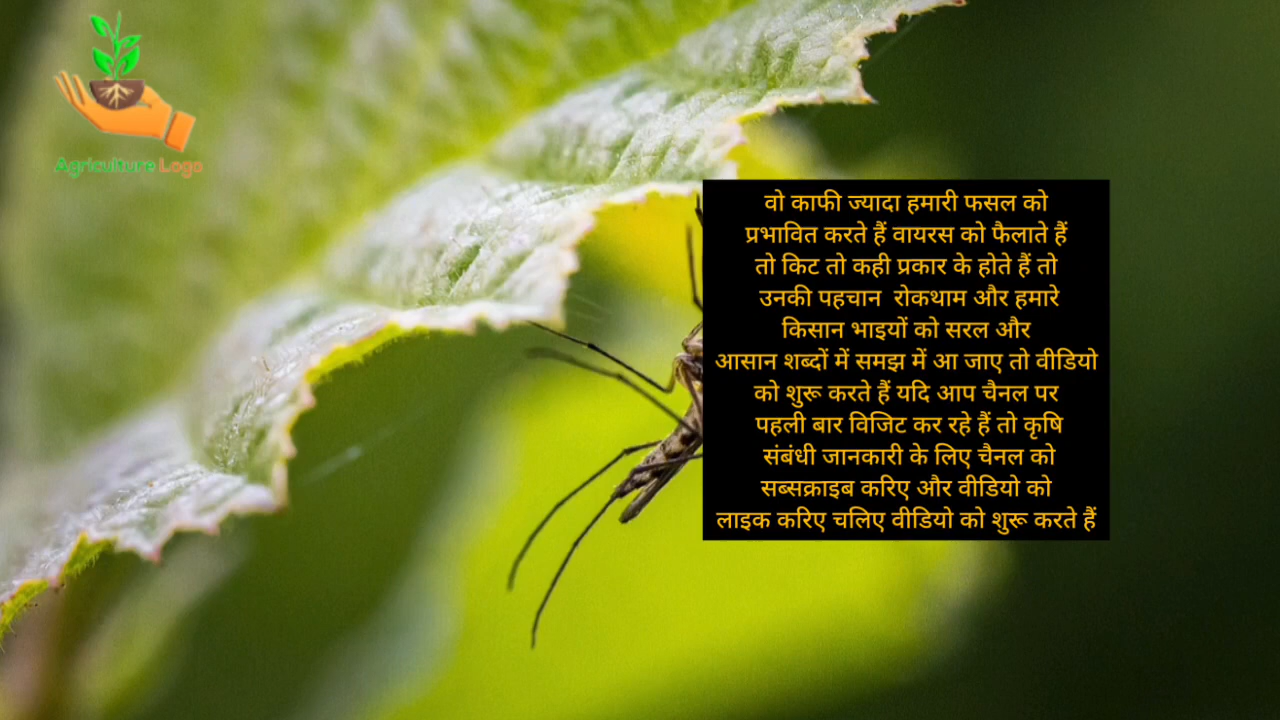 Agriculture Logo
वो काफी ज्यादा हमारी फसल को
प्रभावित करते हैं वायरस को फैलाते हैं
तो किट तो कही प्रकार के होते हैं तो
उनकी पहचान रोकथाम और हमारे
किसान भाइयों को सरल और
आसान शब्दों में समझ में आ जाए तो वीडियो
को शुरू करते हैं यदि आप चैनल पर
पहली बार विजिट कर रहे हैं तो कृषि
संबंधी जानकारी के लिए चैनल को
सब्सक्राइब करिए और वीडियो को
लाइक करिए चलिए वीडियो को शुरू करते हैं